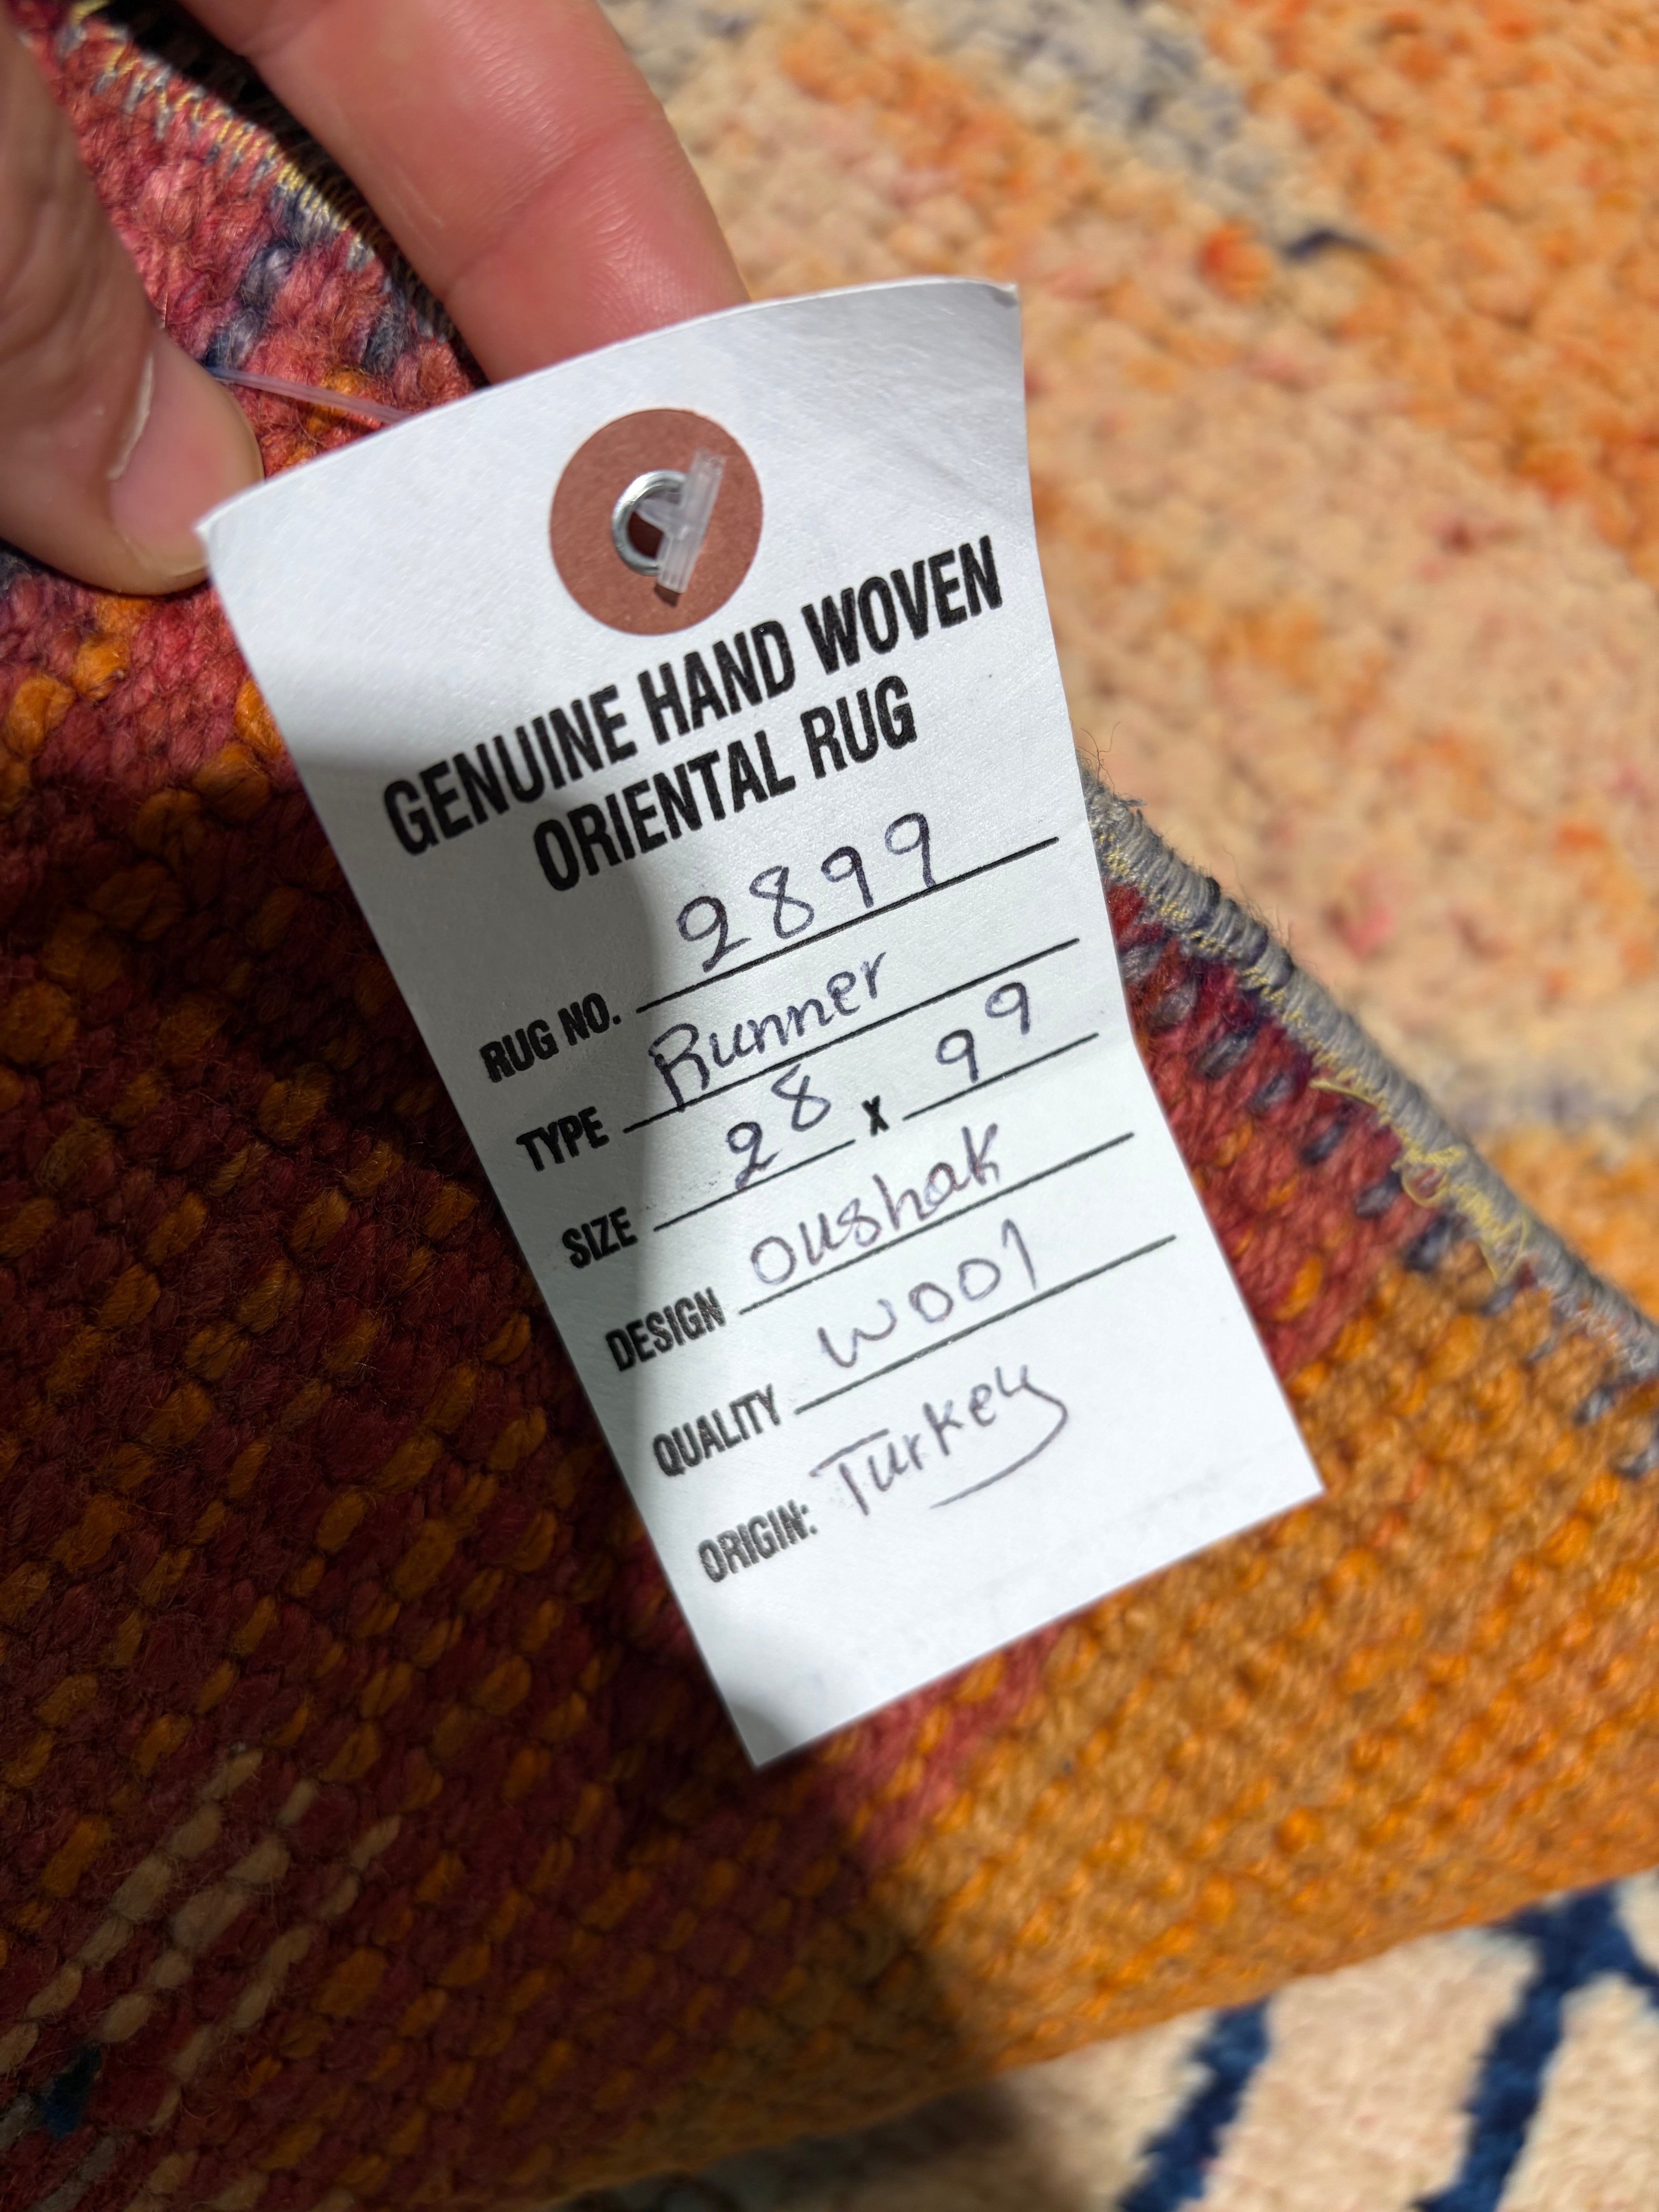 GENUINE HAND WOVEN
ORIENTAL RUG
RUG NO. 2899
TYPE Runner
SIZE 28 x 99
DESIGN Oushak
QUALITY Wool
ORIGIN: Turkey